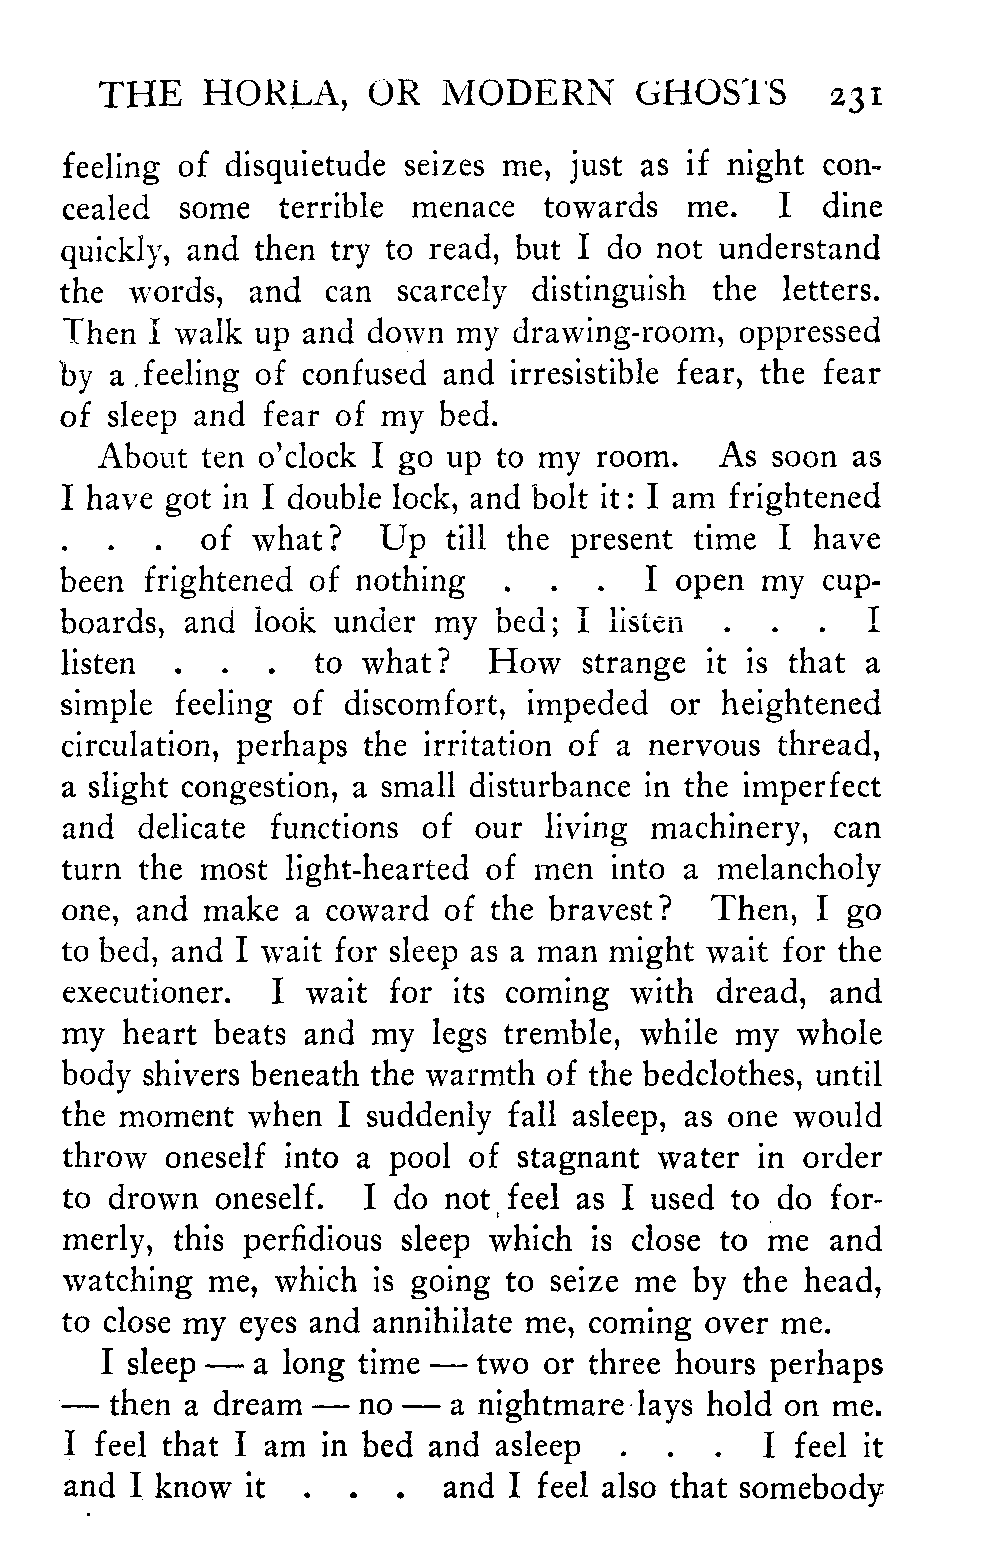 THE HORLA, OR MODERN GHOSTS 231
feeling of disquietude seizes me, just as if night con-
cealed some terrible menace towards me. I dine
quickly, and then try to read, but I do not understand
the words, and can scarcely distinguish the letters.
Then I walk up and down my drawing-room, oppressed
by a feeling of confused and irresistible fear, the fear
of sleep and fear of my bed.
About ten o'clock I go up to my room. As soon as
I have got in I double lock, and bolt it: I am frightened
. . . of what? Up till the present time I have
been frightened of nothing . . . I open my cup-
boards, and look under my bed; I listen . . . I
listen . . . to what? How strange it is that a
simple feeling of discomfort, impeded or heightened
circulation, perhaps the irritation of a nervous thread,
a slight congestion, a small disturbance in the imperfect
and delicate functions of our living machinery, can
turn the most light-hearted of men into a melancholy
one, and make a coward of the bravest? Then, I go
to bed, and I wait for sleep as a man might wait for the
executioner. I wait for its coming with dread, and
my heart beats and my legs tremble, while my whole
body shivers beneath the warmth of the bedclothes, until
the moment when I suddenly fall asleep, as one would
throw oneself into a pool of stagnant water in order
to drown oneself. I do not feel as I used to do for-
merly, this perfidious sleep which is close to me and
watching me, which is going to seize me by the head,
to close my eyes and annihilate me, coming over me.
I sleep — a long time — two or three hours perhaps
— then a dream — no — a nightmare lays hold on me.
I feel that I am in bed and asleep . . . I feel it
and I know it . . . and I feel also that somebody